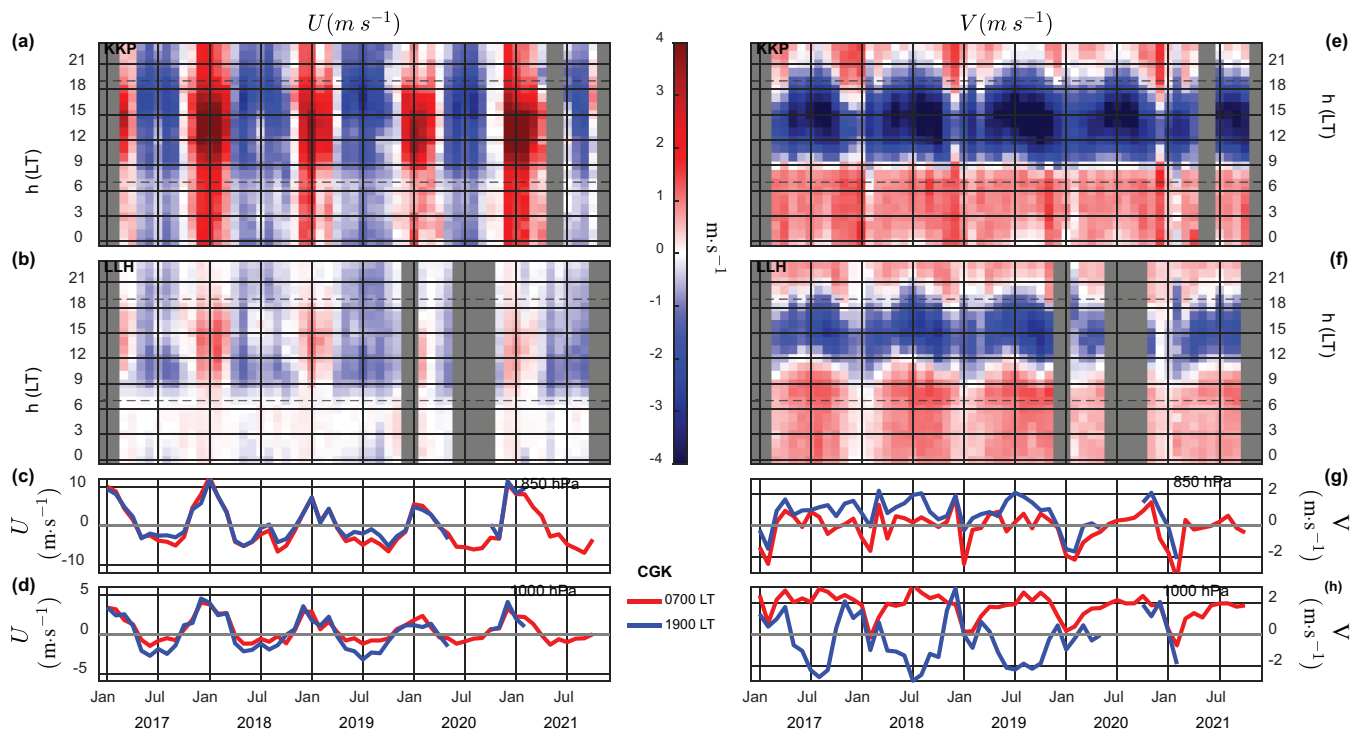 U(m s⁻¹)
(a)
KKP
21
18
15
12
9
6
3
0
h (LT)
(b)
LLH
21
18
15
12
9
6
3
0
h (LT)
4
3
2
1
0
-1
-2
-3
-4
m·s⁻¹
(c)
850 hPa
10
0
-10
U
(m·s⁻¹)
(d)
1000 hPa
5
0
-5
U
(m·s⁻¹)
Jan Jul Jan Jul Jan Jul Jan Jul Jan Jul
2017 2018 2019 2020 2021
CGK
0700 LT
1900 LT
V(m s⁻¹)
(e)
KKP
21
18
15
12
9
6
3
0
h (LT)
(f)
LLH
21
18
15
12
9
6
3
0
h (LT)
(g)
850 hPa
2
0
-2
V
(m·s⁻¹)
(h)
1000 hPa
2
0
-2
V
(m·s⁻¹)
Jan Jul Jan Jul Jan Jul Jan Jul Jan Jul
2017 2018 2019 2020 2021